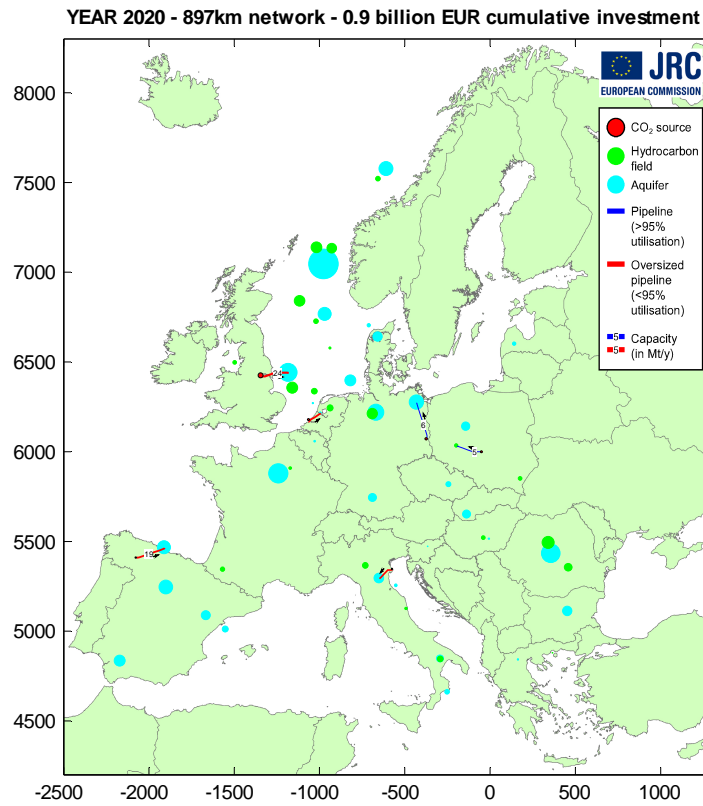 YEAR 2020 - 897km network - 0.9 billion EUR cumulative investment
JRC
EUROPEAN COMMISSION
CO2 source
Hydrocarbon
field
Aquifer
Pipeline
(>95%
utilisation)
Oversized
pipeline
(<95%
utilisation)
5
Capacity
5
(in Mt/y)
8000
7500
7000
6500
6000
5500
5000
4500
24
6
5
19
-2500
-2000
-1500
-1000
-500
0
500
1000